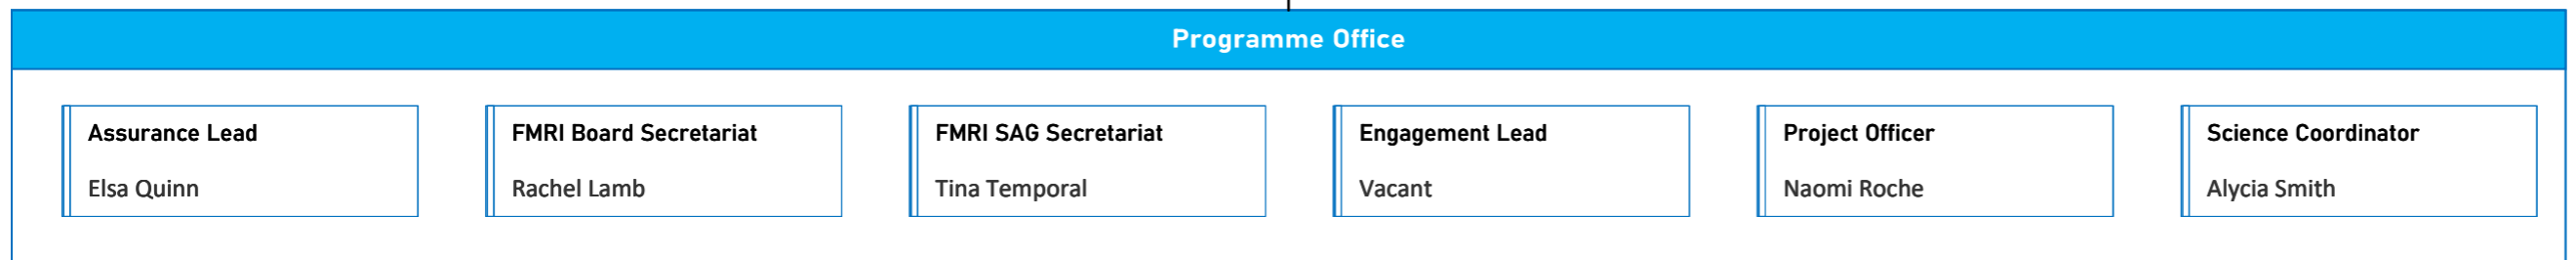 Programme Office
Assurance Lead
Elsa Quinn
FMRI Board Secretariat
Rachel Lamb
FMRI SAG Secretariat
Tina Temporal
Engagement Lead
Vacant
Project Officer
Naomi Roche
Science Coordinator
Alycia Smith